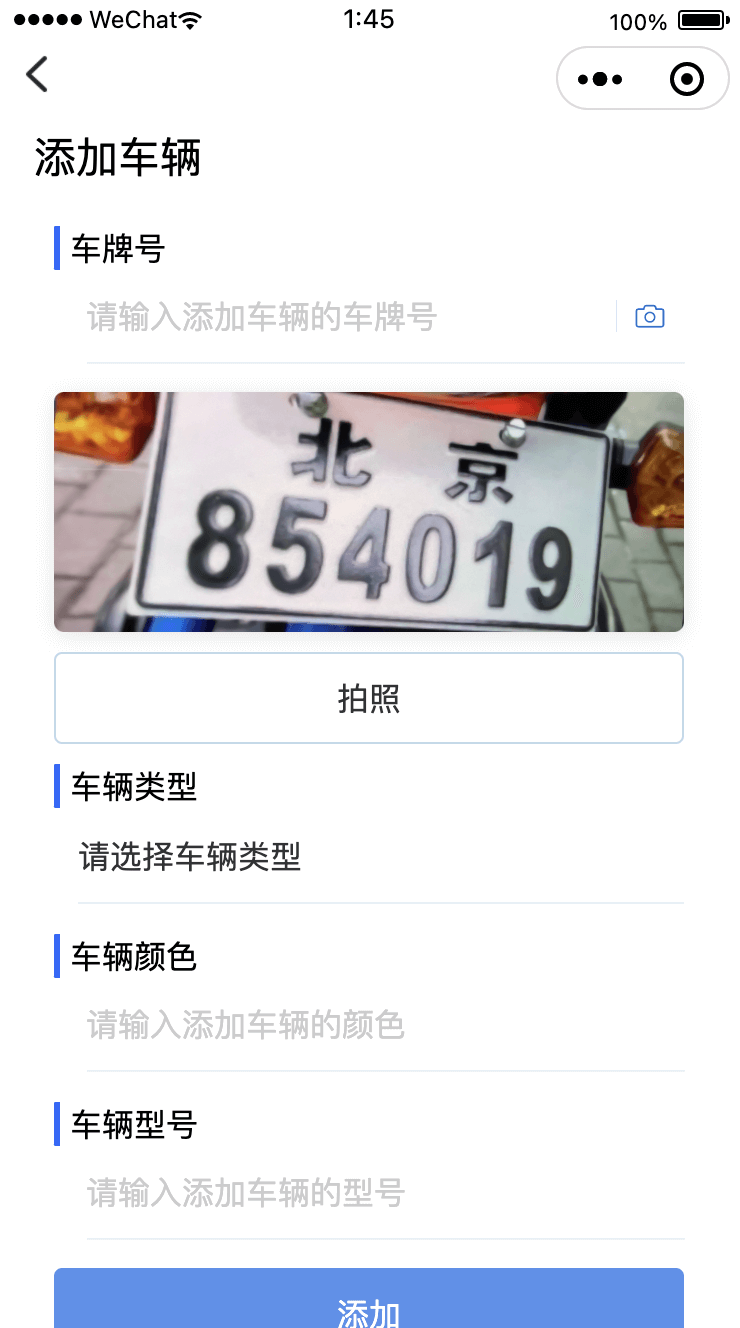 WeChat 1:45 100%
添加车辆
车牌号
请输入添加车辆的车牌号
北京
854019
拍照
车辆类型
请选择车辆类型
车辆颜色
请输入添加车辆的颜色
车辆型号
请输入添加车辆的型号
添加